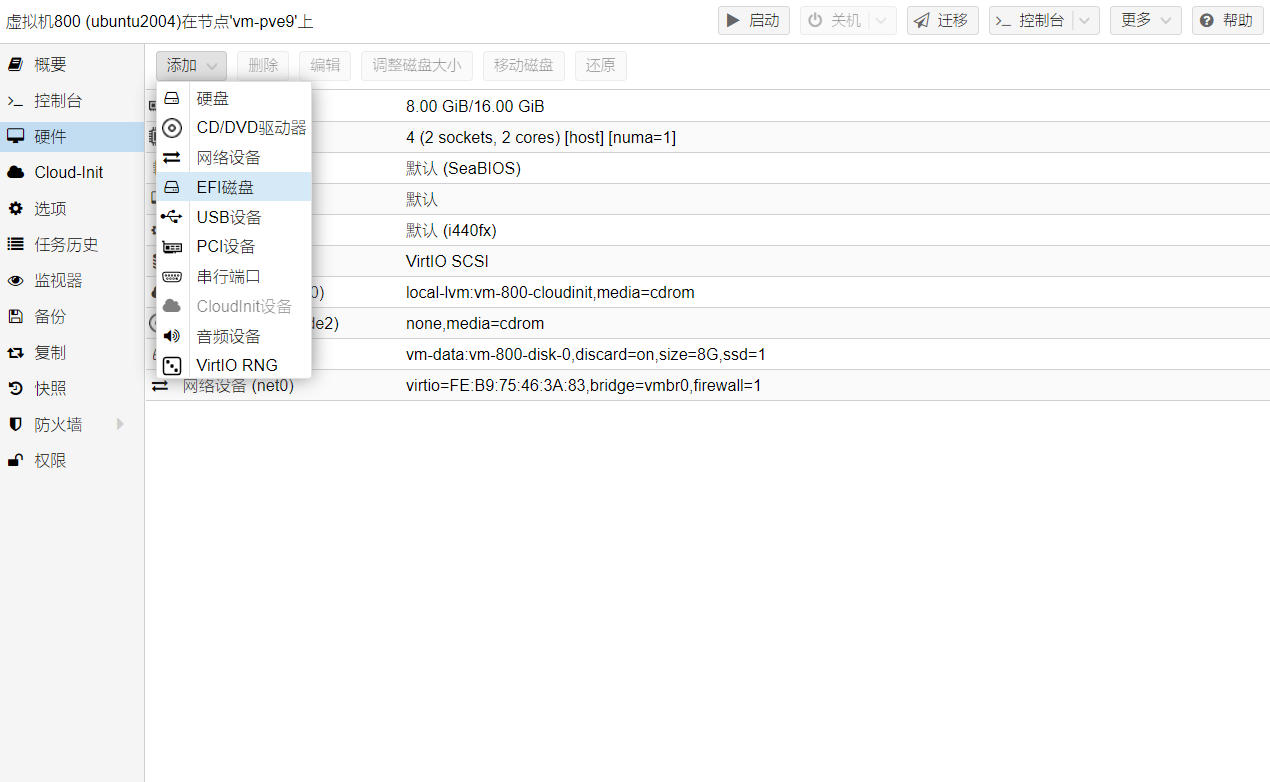 虚拟机800 (ubuntu2004)在节点'vm-pve9'上
启动
关机
迁移
控制台
更多
帮助
概要
控制台
硬件
Cloud-Init
选项
任务历史
监视器
备份
复制
快照
防火墙
权限
添加
删除
编辑
调整磁盘大小
移动磁盘
还原
硬盘
CD/DVD驱动器
网络设备
EFI磁盘
USB设备
PCI设备
串行端口
CloudInit设备
音频设备
VirtIO RNG
8.00 GiB/16.00 GiB
4 (2 sockets, 2 cores) [host] [numa=1]
默认 (SeaBIOS)
默认
默认 (i440fx)
VirtIO SCSI
0)
local-lvm:vm-800-cloudinit,media=cdrom
de2)
none,media=cdrom
vm-data:vm-800-disk-0,discard=on,size=8G,ssd=1
网络设备 (net0)
virtio=FE:B9:75:46:3A:83,bridge=vmbr0,firewall=1